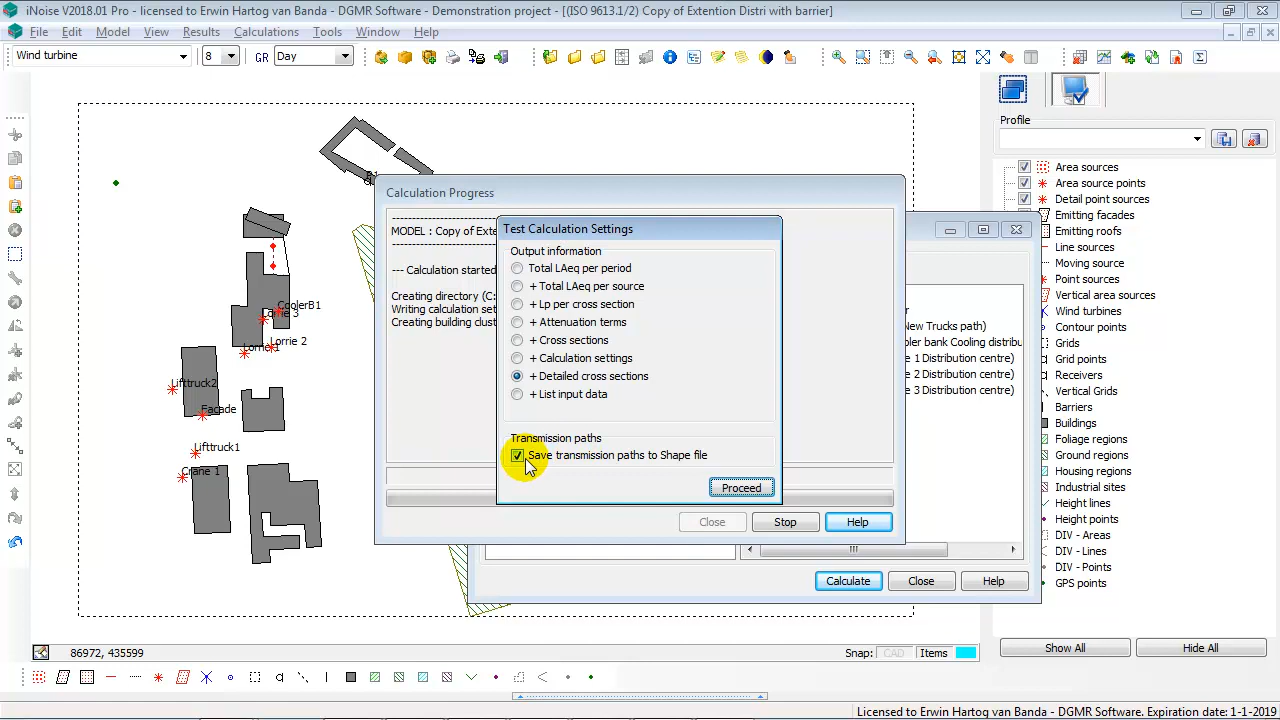 iNoise V2018.01 Pro - licensed to Erwin Hartog van Banda - DGMR Software - Demonstration project - [(ISO 9613.1/2) Copy of Extention Distri with barrier]
File Edit Model View Results Calculations Tools Window Help
Wind turbine 8 GR Day
Profile
Area sources
Area source points
Detail point sources
Emitting facades
Emitting roofs
Line sources
Moving source
Point sources
Vertical area sources
Wind turbines
Contour points
Grids
Grid points
Receivers
Vertical Grids
Barriers
Buildings
Foliage regions
Ground regions
Housing regions
Industrial sites
Height lines
Height points
DIV - Areas
DIV - Lines
DIV - Points
GPS points
Show All Hide All
CoolerB1
Lorrie 3
Lorrie 2
Lifttruck2
Facade
Lifttruck1
Crane 1
Calculation Progress
MODEL : Copy of Exte
--- Calculation started
Creating directory (C:
Writing calculation set
Creating building clust
Close Stop Help
Test Calculation Settings
Output information
Total LAeq per period
+ Total LAeq per source
+ Lp per cross section
+ Attenuation terms
+ Cross sections
+ Calculation settings
+ Detailed cross sections
+ List input data
Transmission paths
Save transmission paths to Shape file
Proceed
New Trucks path)
oler bank Cooling distribu
e 1 Distribution centre)
e 2 Distribution centre)
e 3 Distribution centre)
Calculate Close Help
86972, 435599
Snap: CAD Items
Licensed to Erwin Hartog van Banda - DGMR Software. Expiration date: 1-1-2019